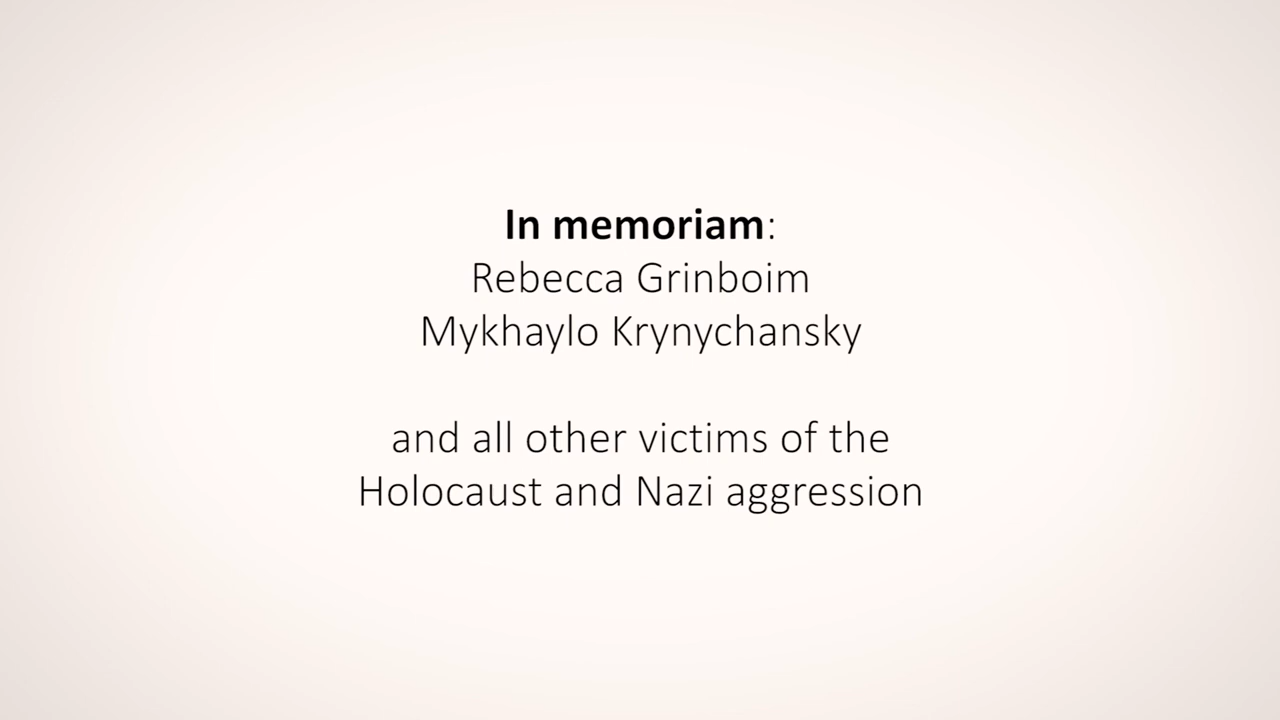 In memoriam:
Rebecca Grinboim
Mykhaylo Krynychansky
and all other victims of the
Holocaust and Nazi aggression